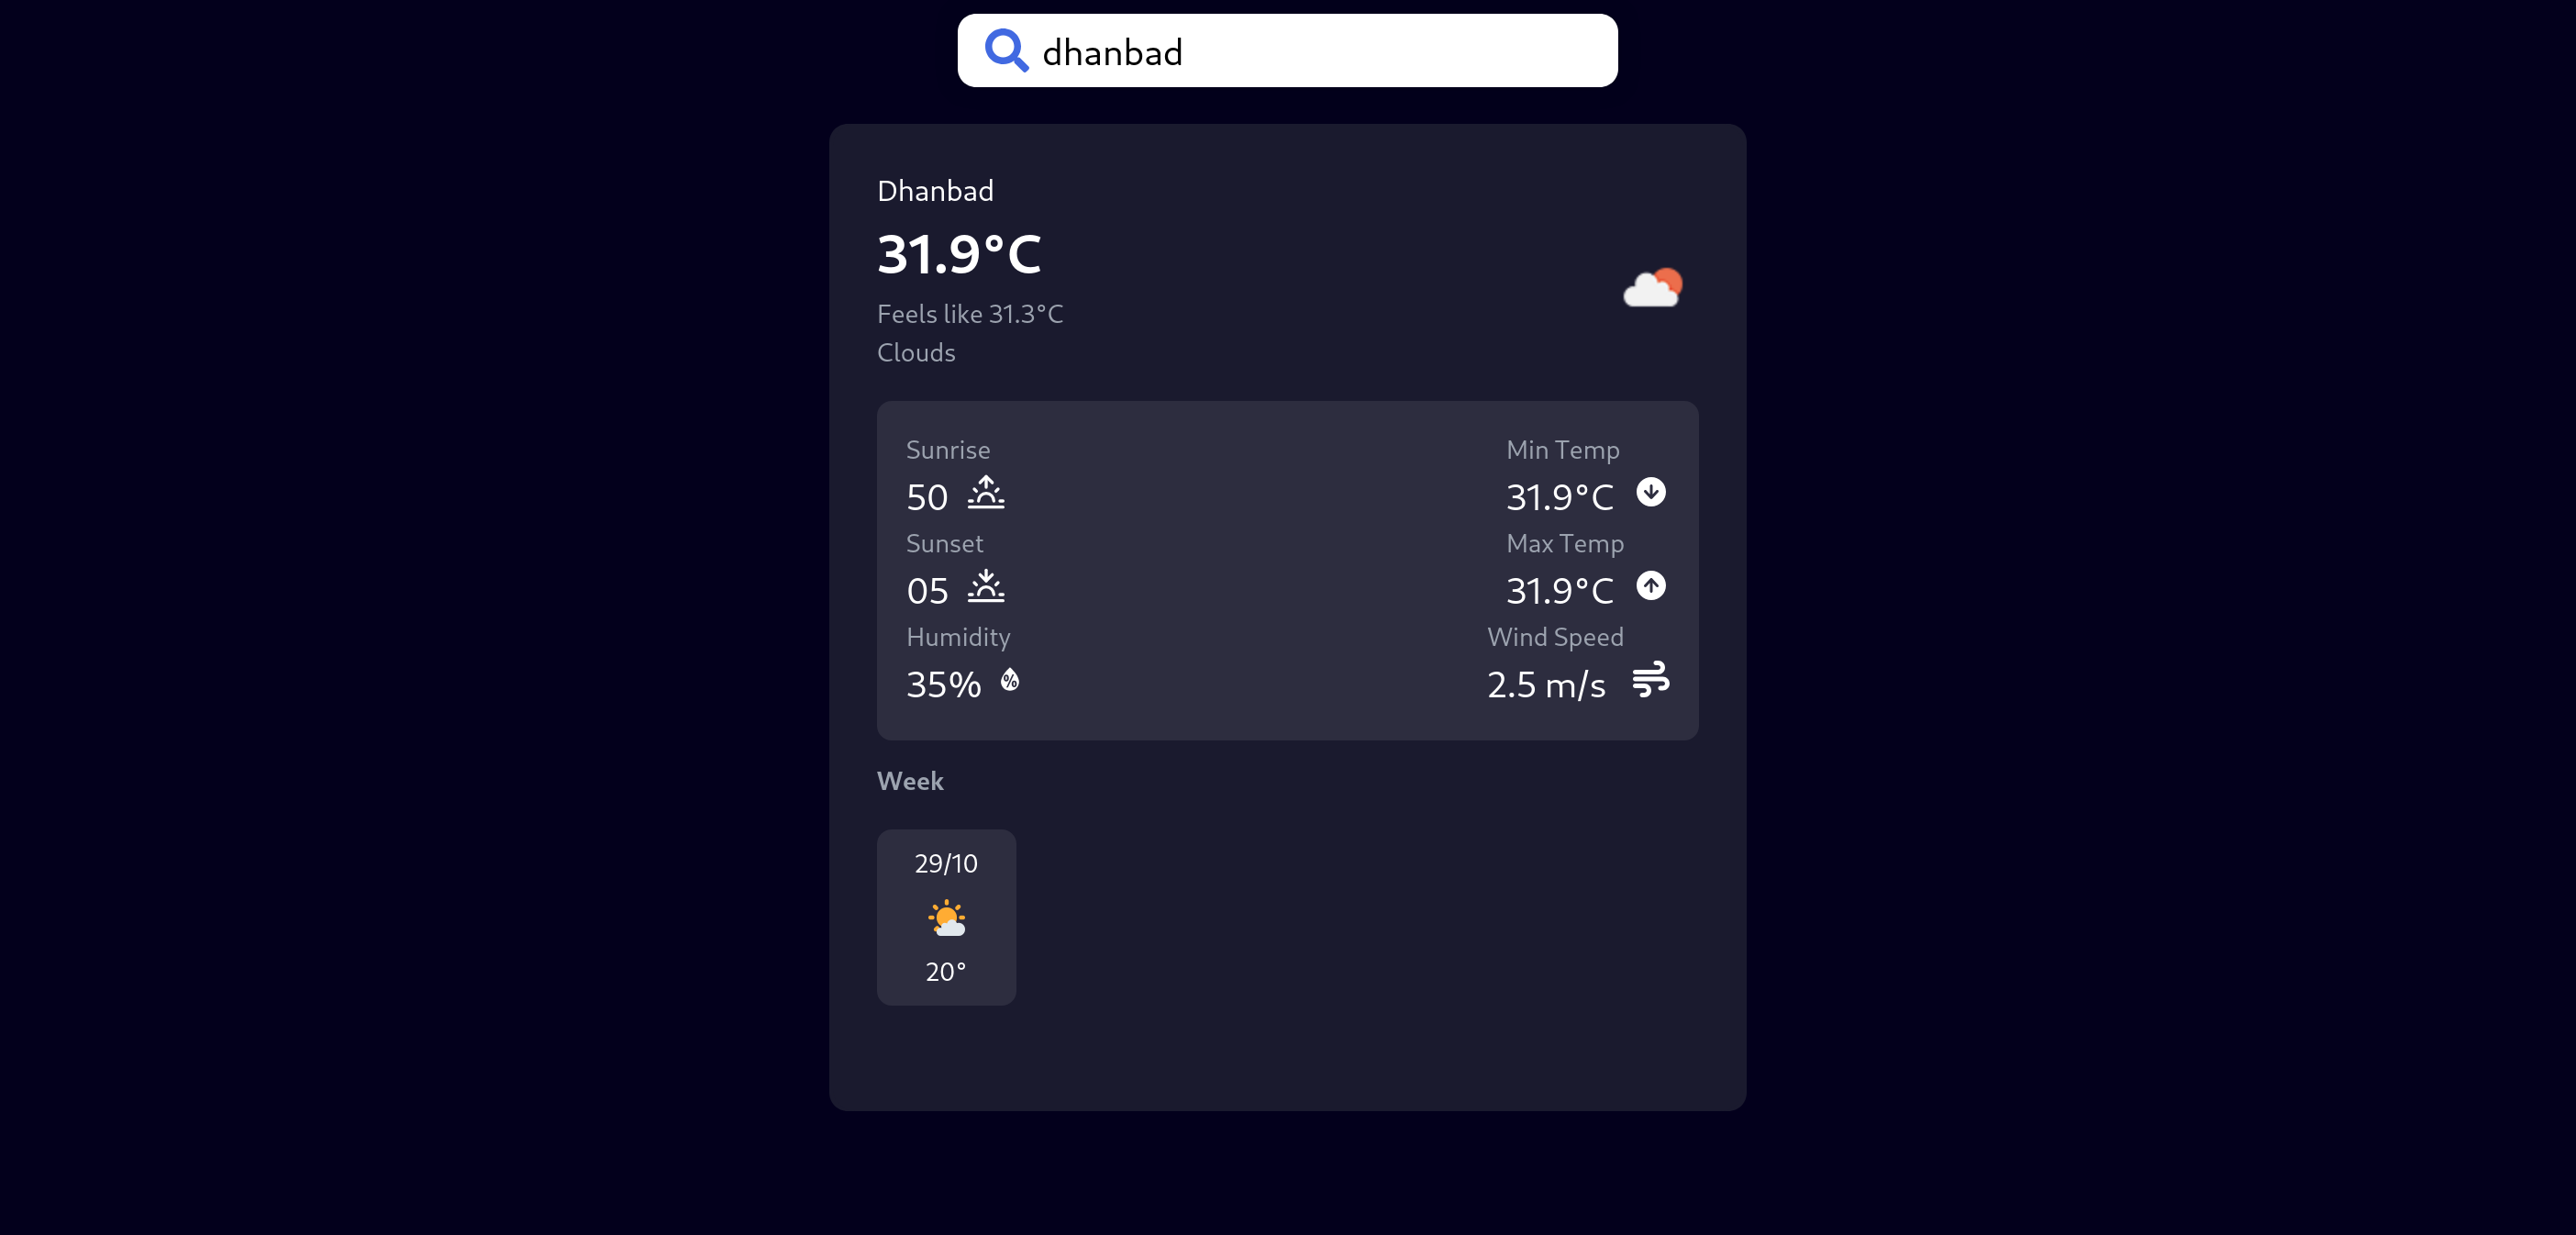 dhanbad
Dhanbad
31.9°C
Feels like 31.3°C
Clouds
Sunrise
50
Sunset
05
Humidity
35%
Min Temp
31.9°C
Max Temp
31.9°C
Wind Speed
2.5 m/s
Week
29/10
20°